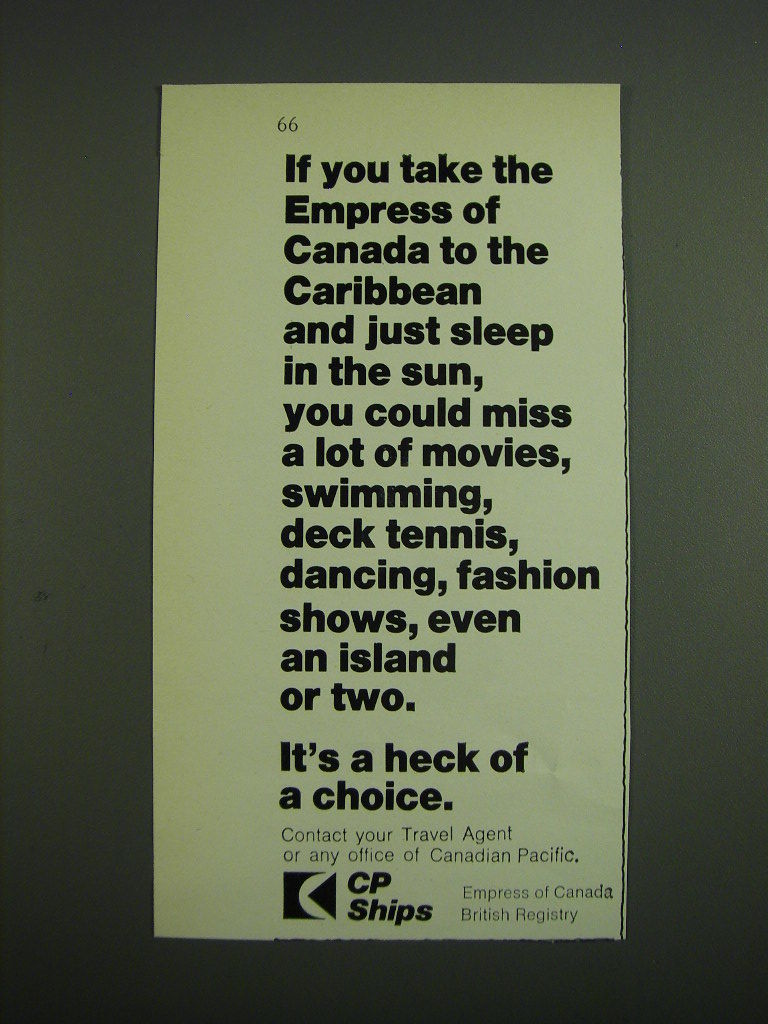 66
If you take the
Empress of
Canada to the
Caribbean
and just sleep
in the sun,
you could miss
a lot of movies,
swimming,
deck tennis,
dancing, fashion
shows, even
an island
or two.
It's a heck of
a choice.
Contact your Travel Agent
or any office of Canadian Pacific.
CP
Ships
Empress of Canada
British Registry